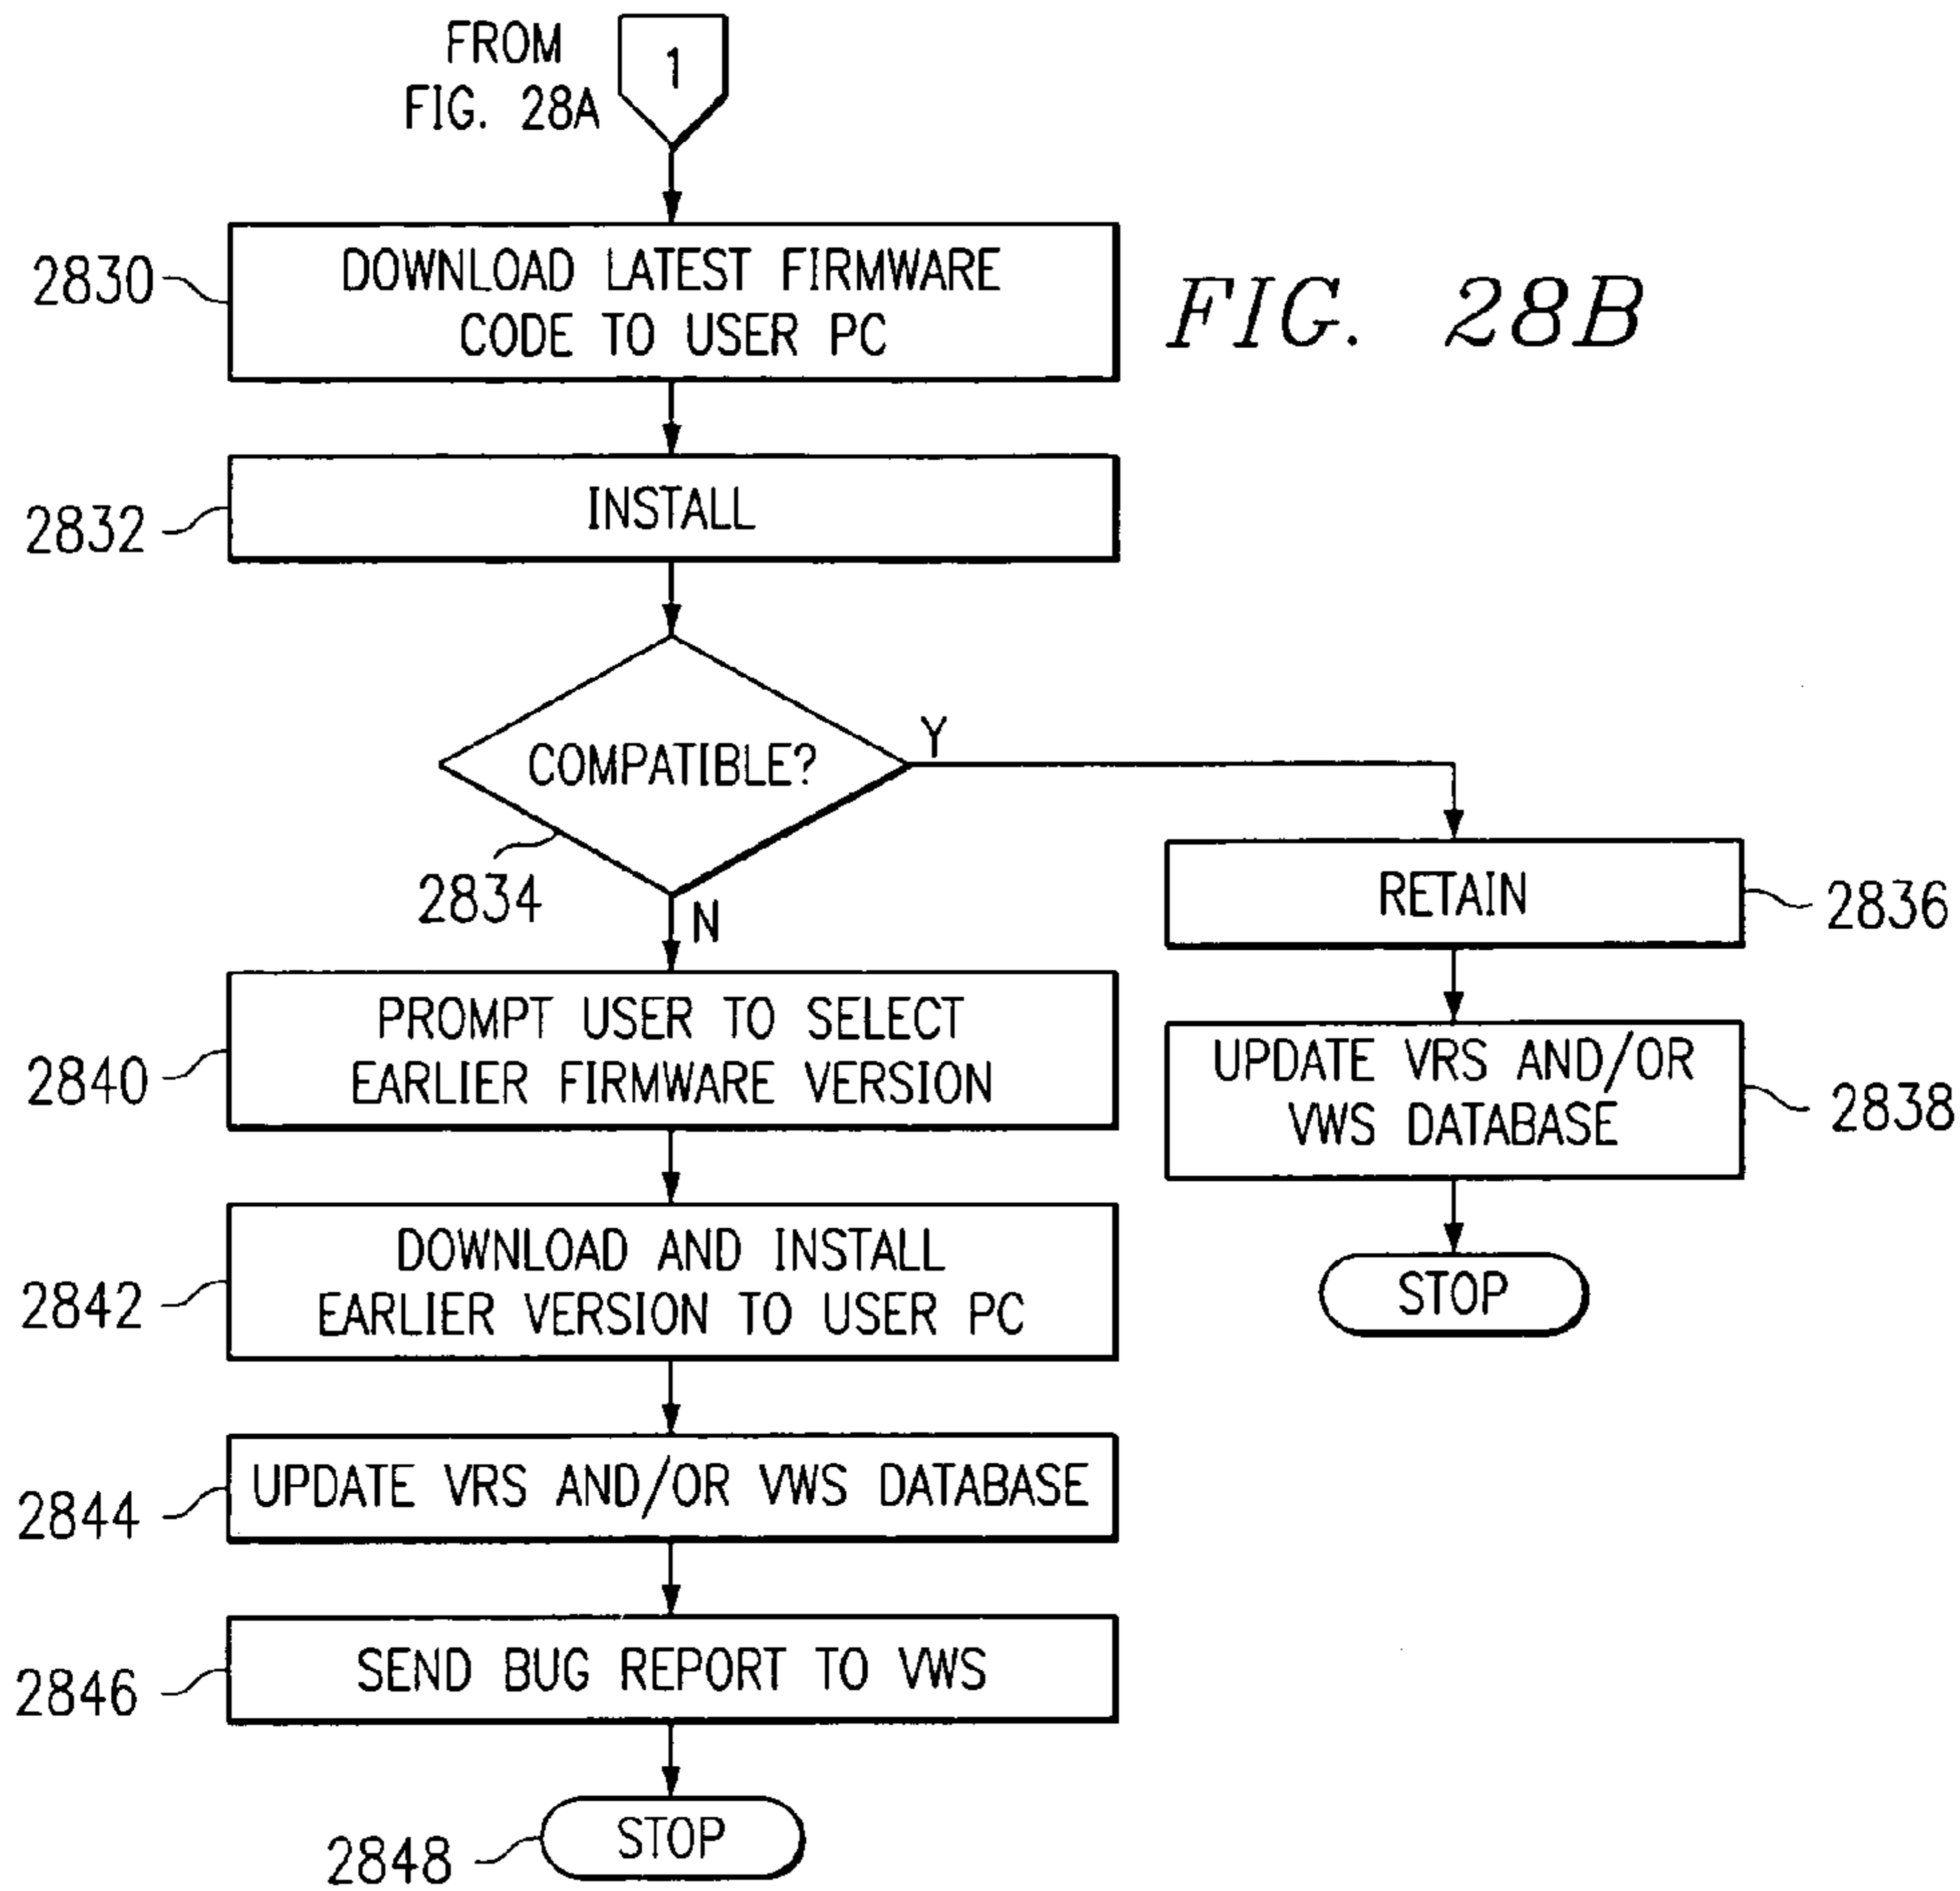 FROM
FIG. 28A
1
2830
DOWNLOAD LATEST FIRMWARE
CODE TO USER PC
FIG. 28B
2832
INSTALL
COMPATIBLE?
Y
2834
N
RETAIN
2836
2840
PROMPT USER TO SELECT
EARLIER FIRMWARE VERSION
UPDATE VRS AND/OR
VWS DATABASE
2838
2842
DOWNLOAD AND INSTALL
EARLIER VERSION TO USER PC
STOP
2844
UPDATE VRS AND/OR VWS DATABASE
2846
SEND BUG REPORT TO VWS
2848
STOP